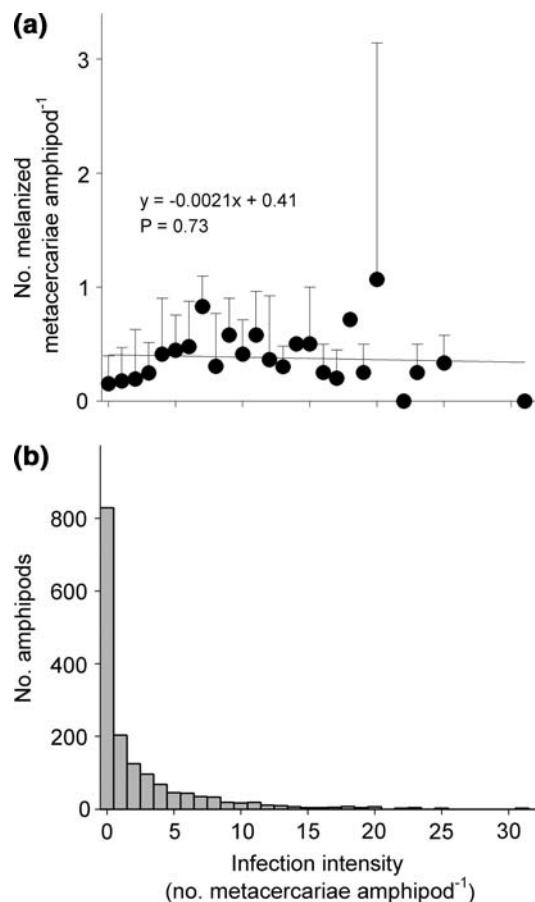 (a)
No. melanized
metacercariae amphipod⁻¹
3
2
1
0
y = -0.0021x + 0.41
P = 0.73
(b)
No. amphipods
800
600
400
200
0
0 5 10 15 20 25 30
Infection intensity
(no. metacercariae amphipod⁻¹)